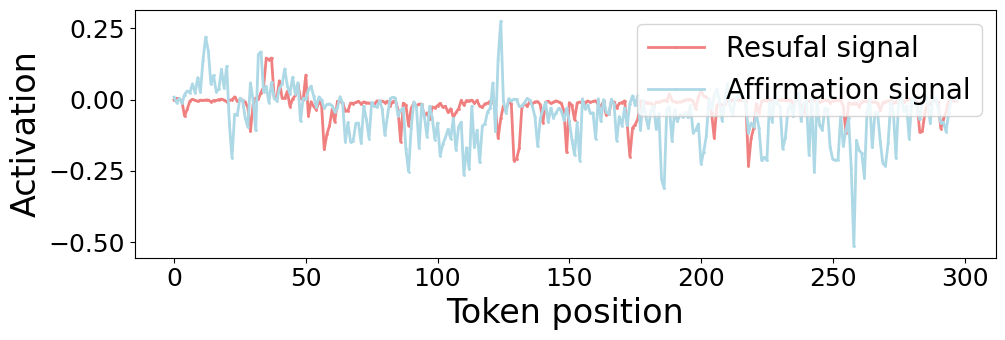 Resufal signal
Affirmation signal
Activation
0.25
0.00
−0.25
−0.50
0 50 100 150 200 250 300
Token position